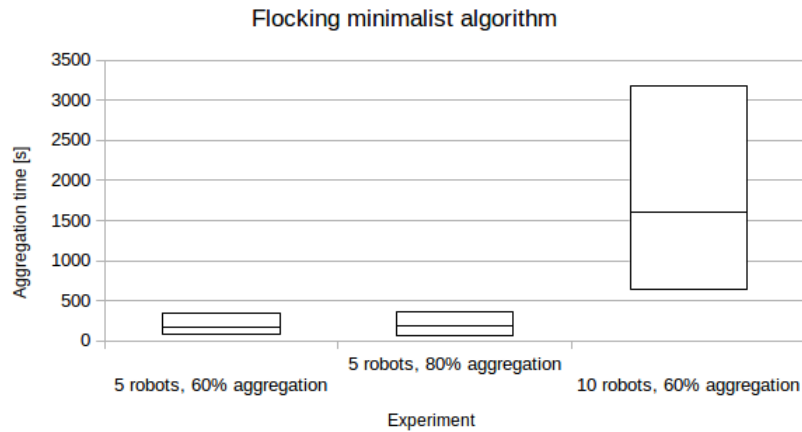 Flocking minimalist algorithm
3500
3000
2500
2000
1500
1000
500
0
Aggregation time [s]
5 robots, 60% aggregation
5 robots, 80% aggregation
10 robots, 60% aggregation
Experiment